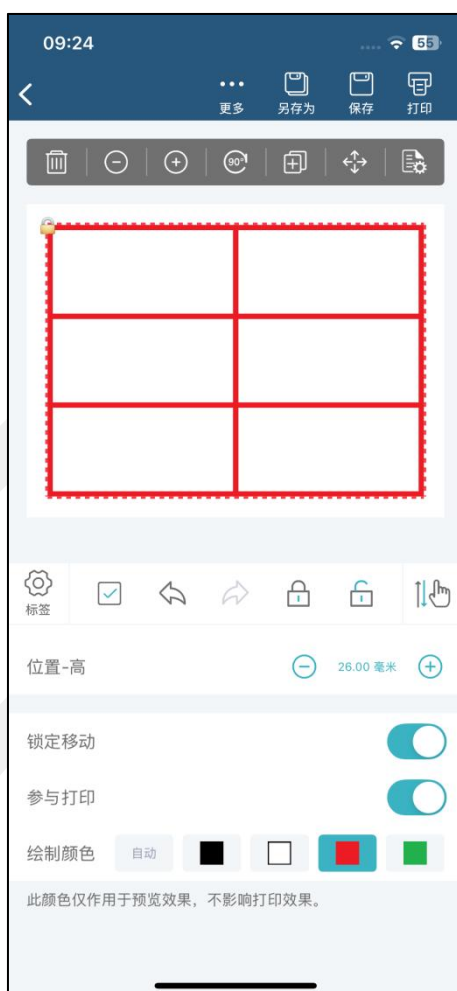 09:24
55
更多 另存为 保存 打印
90°
标签
位置-高 26.00 毫米
锁定移动
参与打印
绘制颜色 自动
此颜色仅作用于预览效果，不影响打印效果。